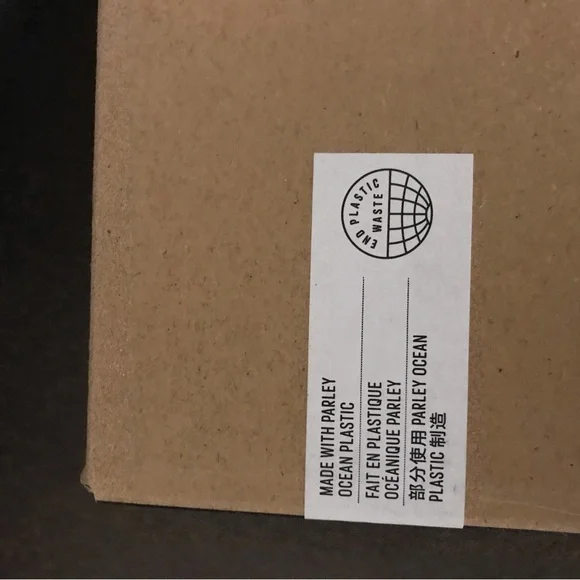 END PLASTIC
WASTE
MADE WITH PARLEY
OCEAN PLASTIC
FAIT EN PLASTIQUE
OCÉANIQUE PARLEY
部分使用 PARLEY OCEAN
PLASTIC 制造